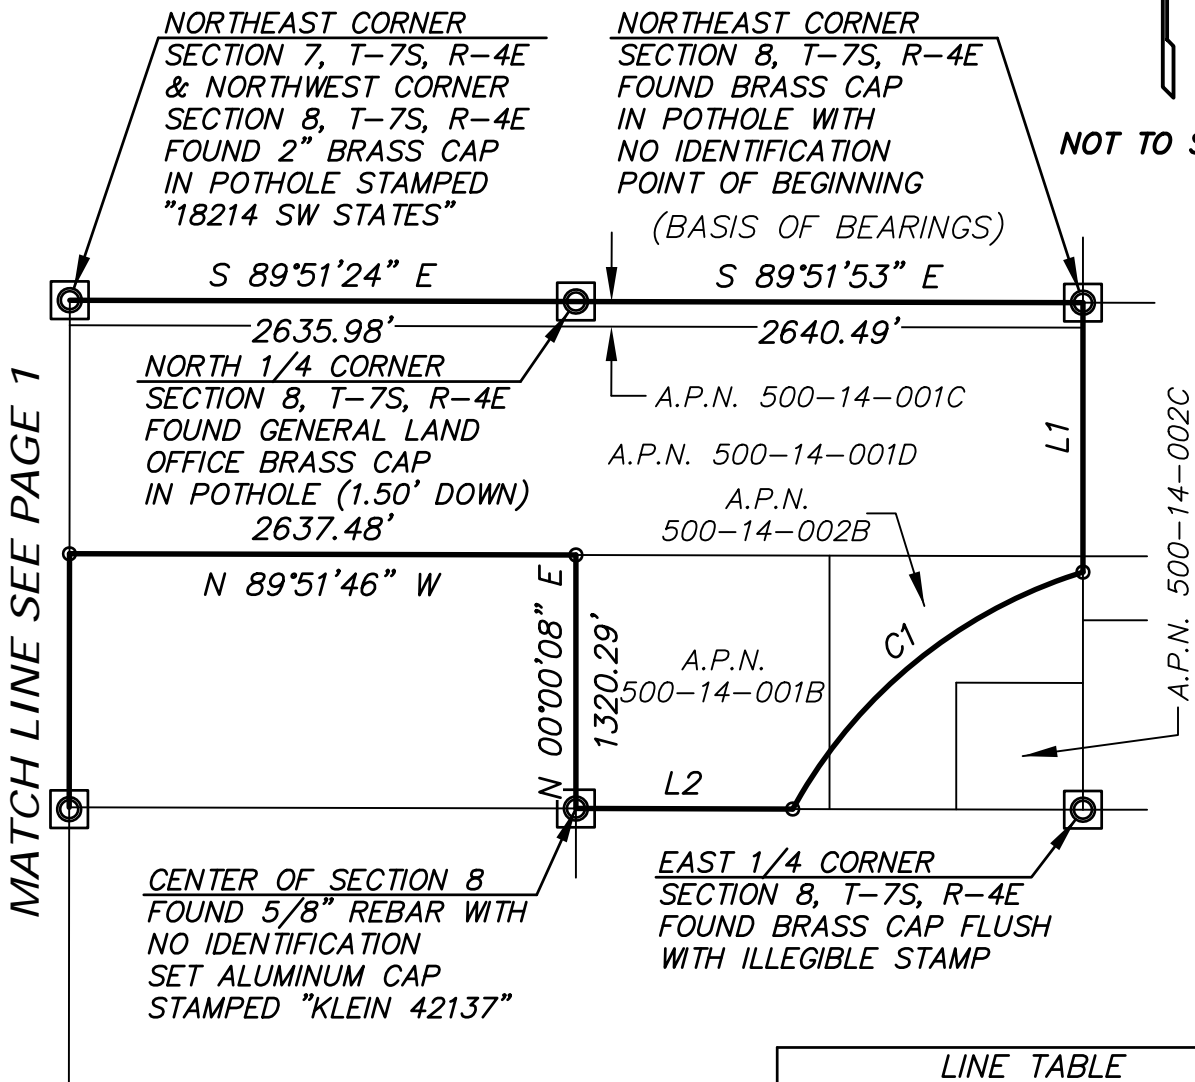 NORTHEAST CORNER
SECTION 7, T-7S, R-4E
& NORTHWEST CORNER
SECTION 8, T-7S, R-4E
FOUND 2" BRASS CAP
IN POTHOLE STAMPED
"18214 SW STATES"
NORTHEAST CORNER
SECTION 8, T-7S, R-4E
FOUND BRASS CAP
IN POTHOLE WITH
NO IDENTIFICATION
POINT OF BEGINNING
(BASIS OF BEARINGS)
NOT TO S
S 89°51'24" E
S 89°51'53" E
2635.98'
2640.49'
NORTH 1/4 CORNER
SECTION 8, T-7S, R-4E
FOUND GENERAL LAND
OFFICE BRASS CAP
IN POTHOLE (1.50' DOWN)
A.P.N. 500-14-001C
A.P.N. 500-14-001D
A.P.N.
500-14-002B
L1
A.P.N. 500-14-002C
MATCH LINE SEE PAGE 1
2637.48'
N 89°51'46" W
N 00°00'08" E
1320.29'
A.P.N.
500-14-001B
C1
L2
CENTER OF SECTION 8
FOUND 5/8" REBAR WITH
NO IDENTIFICATION
SET ALUMINUM CAP
STAMPED "KLEIN 42137"
EAST 1/4 CORNER
SECTION 8, T-7S, R-4E
FOUND BRASS CAP FLUSH
WITH ILLEGIBLE STAMP
LINE TABLE